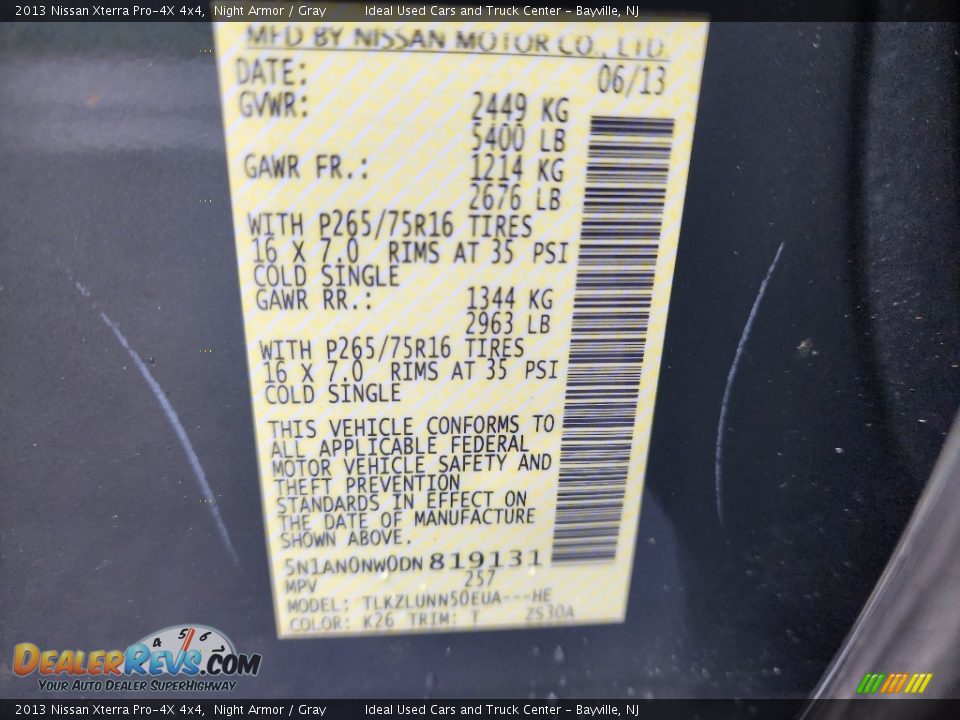 2013 Nissan Xterra Pro-4X 4x4, Night Armor / Gray Ideal Used Cars and Truck Center - Bayville, NJ
MFD BY NISSAN MOTOR CO., LTD.
DATE: 06/13
GVWR: 2449 KG
5400 LB
GAWR FR.: 1214 KG
2676 LB
WITH P265/75R16 TIRES
16 X 7.0 RIMS AT 35 PSI
COLD SINGLE
GAWR RR.: 1344 KG
2963 LB
WITH P265/75R16 TIRES
16 X 7.0 RIMS AT 35 PSI
COLD SINGLE
THIS VEHICLE CONFORMS TO
ALL APPLICABLE FEDERAL
MOTOR VEHICLE SAFETY AND
THEFT PREVENTION
STANDARDS IN EFFECT ON
THE DATE OF MANUFACTURE
SHOWN ABOVE.
5N1AN0NW0DN819131
MPV 257
MODEL: TLKZLUNN50EUA---HE
COLOR: K26 TRIM: T ZS30A
4 5 6
DealerRevs.com
Your Auto Dealer SuperHighway
2013 Nissan Xterra Pro-4X 4x4, Night Armor / Gray Ideal Used Cars and Truck Center - Bayville, NJ